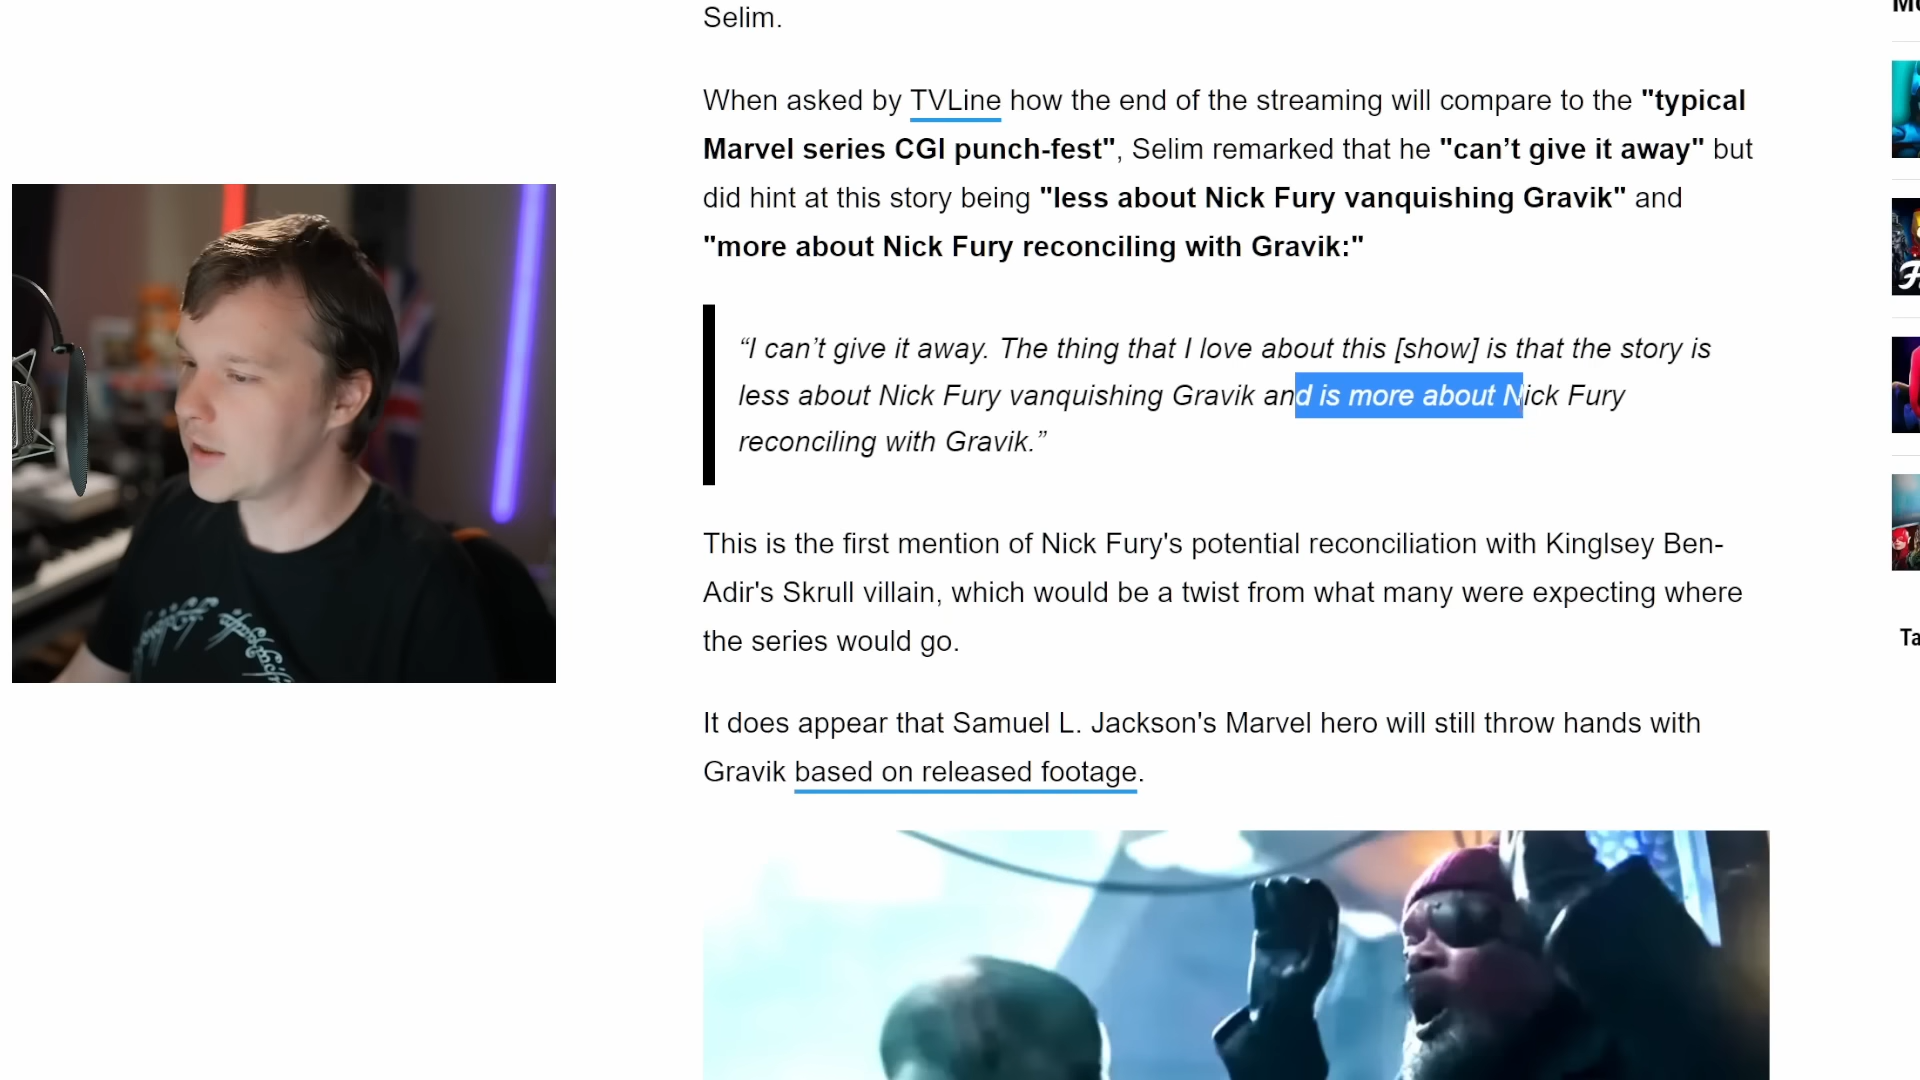 Selim.
When asked by TVLine how the end of the streaming will compare to the "typical
Marvel series CGI punch-fest", Selim remarked that he "can’t give it away" but
did hint at this story being "less about Nick Fury vanquishing Gravik" and
"more about Nick Fury reconciling with Gravik:"
“I can’t give it away. The thing that I love about this [show] is that the story is
less about Nick Fury vanquishing Gravik and is more about Nick Fury
reconciling with Gravik.”
This is the first mention of Nick Fury's potential reconciliation with Kinglsey Ben-
Adir's Skrull villain, which would be a twist from what many were expecting where
the series would go.
It does appear that Samuel L. Jackson's Marvel hero will still throw hands with
Gravik based on released footage.